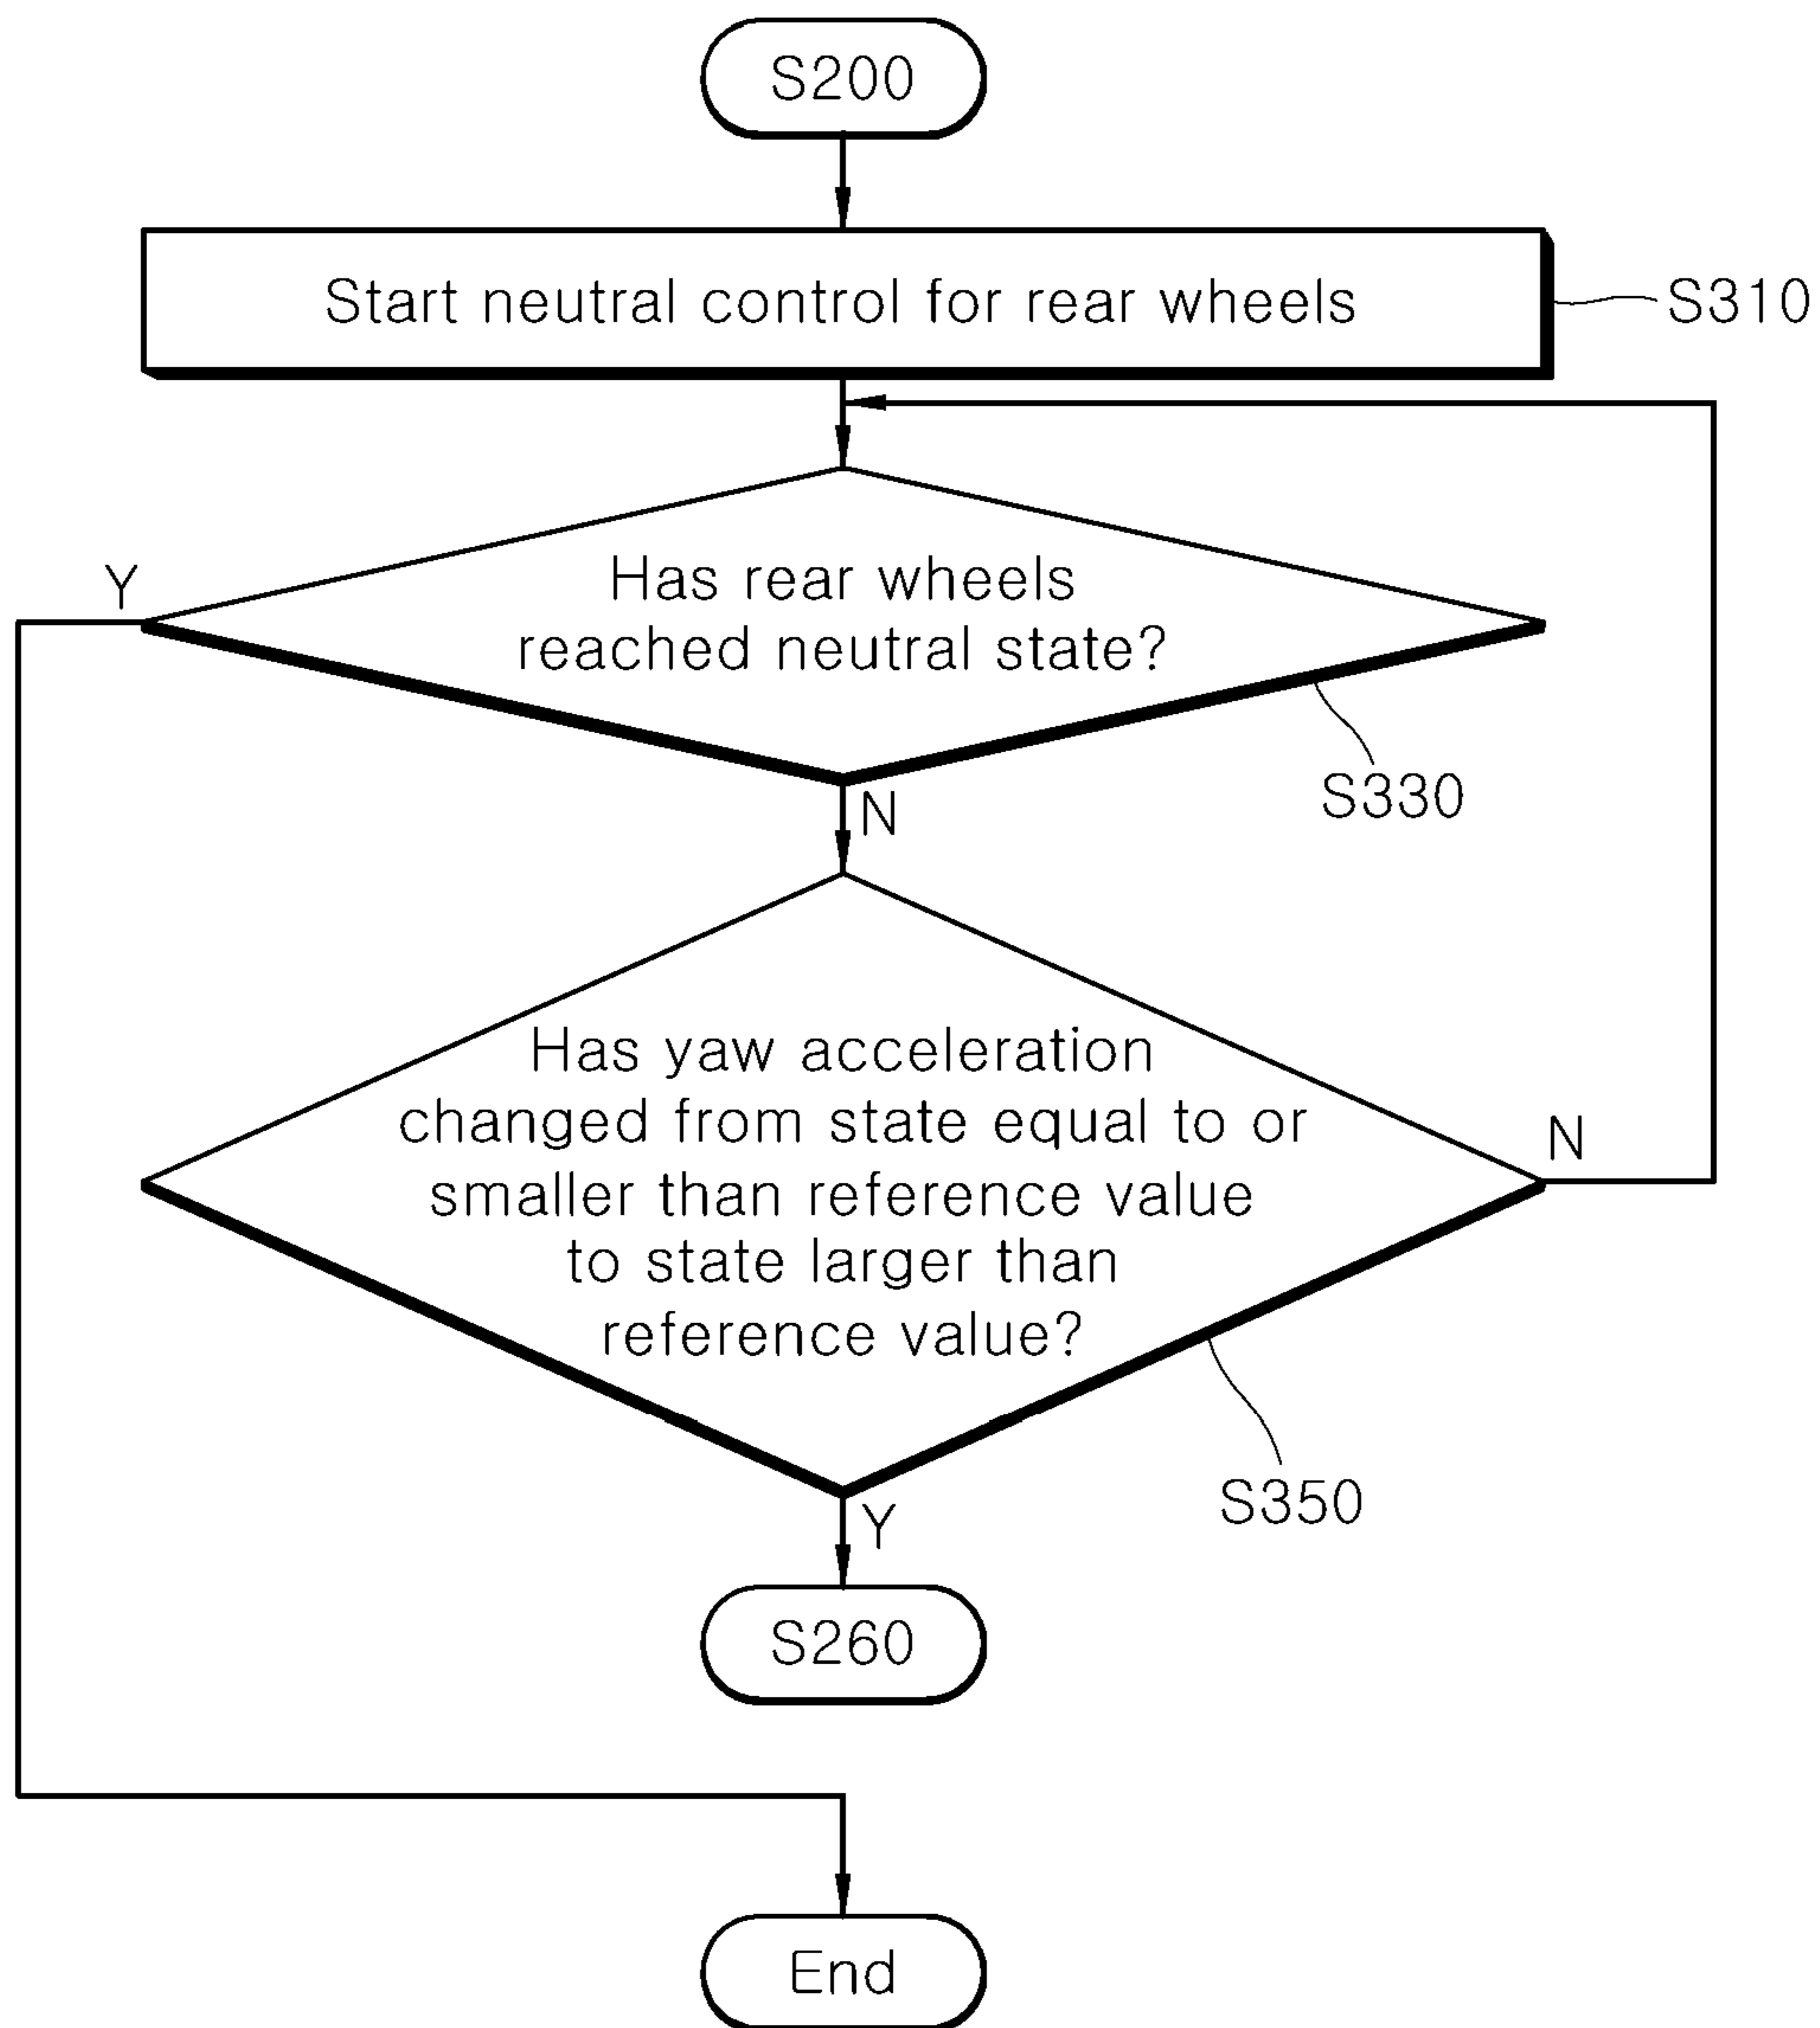 S200
Start neutral control for rear wheels
S310
Y
Has rear wheels
reached neutral state?
S330
N
Has yaw acceleration
changed from state equal to or
smaller than reference value
to state larger than
reference value?
N
S350
Y
S260
End